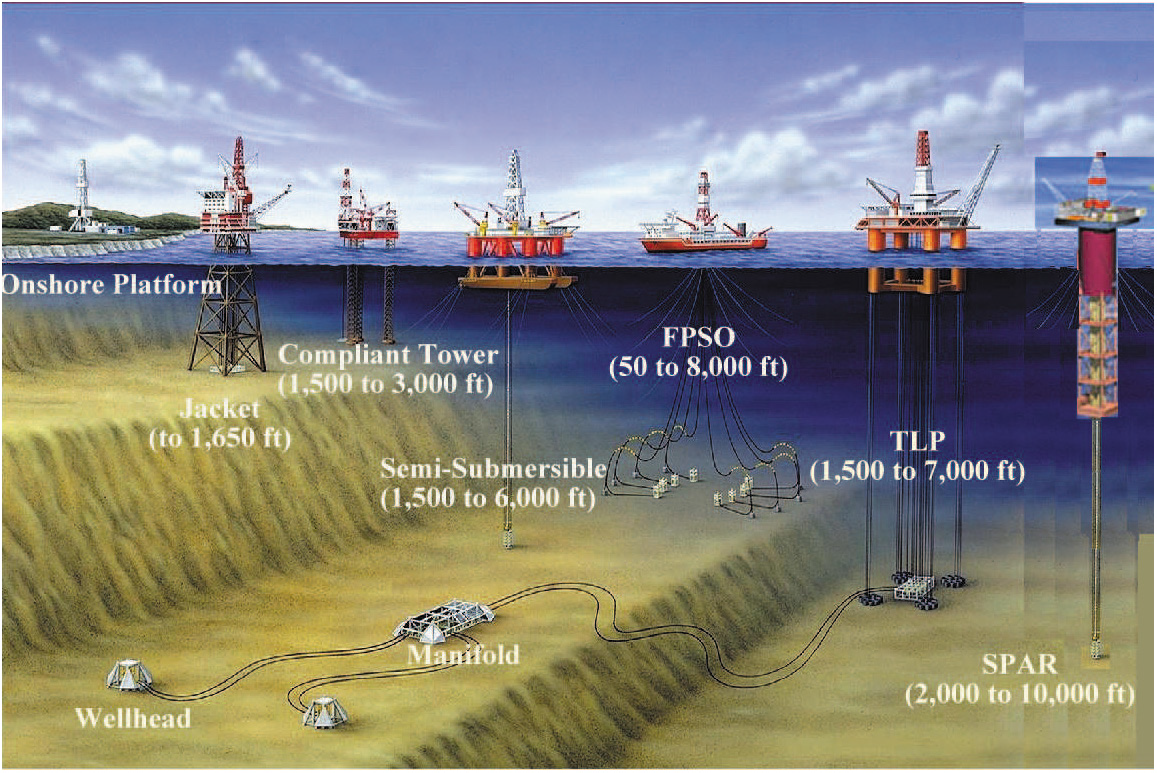 Onshore Platform
Compliant Tower
(1,500 to 3,000 ft)
FPSO
(50 to 8,000 ft)
Jacket
(to 1,650 ft)
Semi-Submersible
(1,500 to 6,000 ft)
TLP
(1,500 to 7,000 ft)
Manifold
SPAR
(2,000 to 10,000 ft)
Wellhead